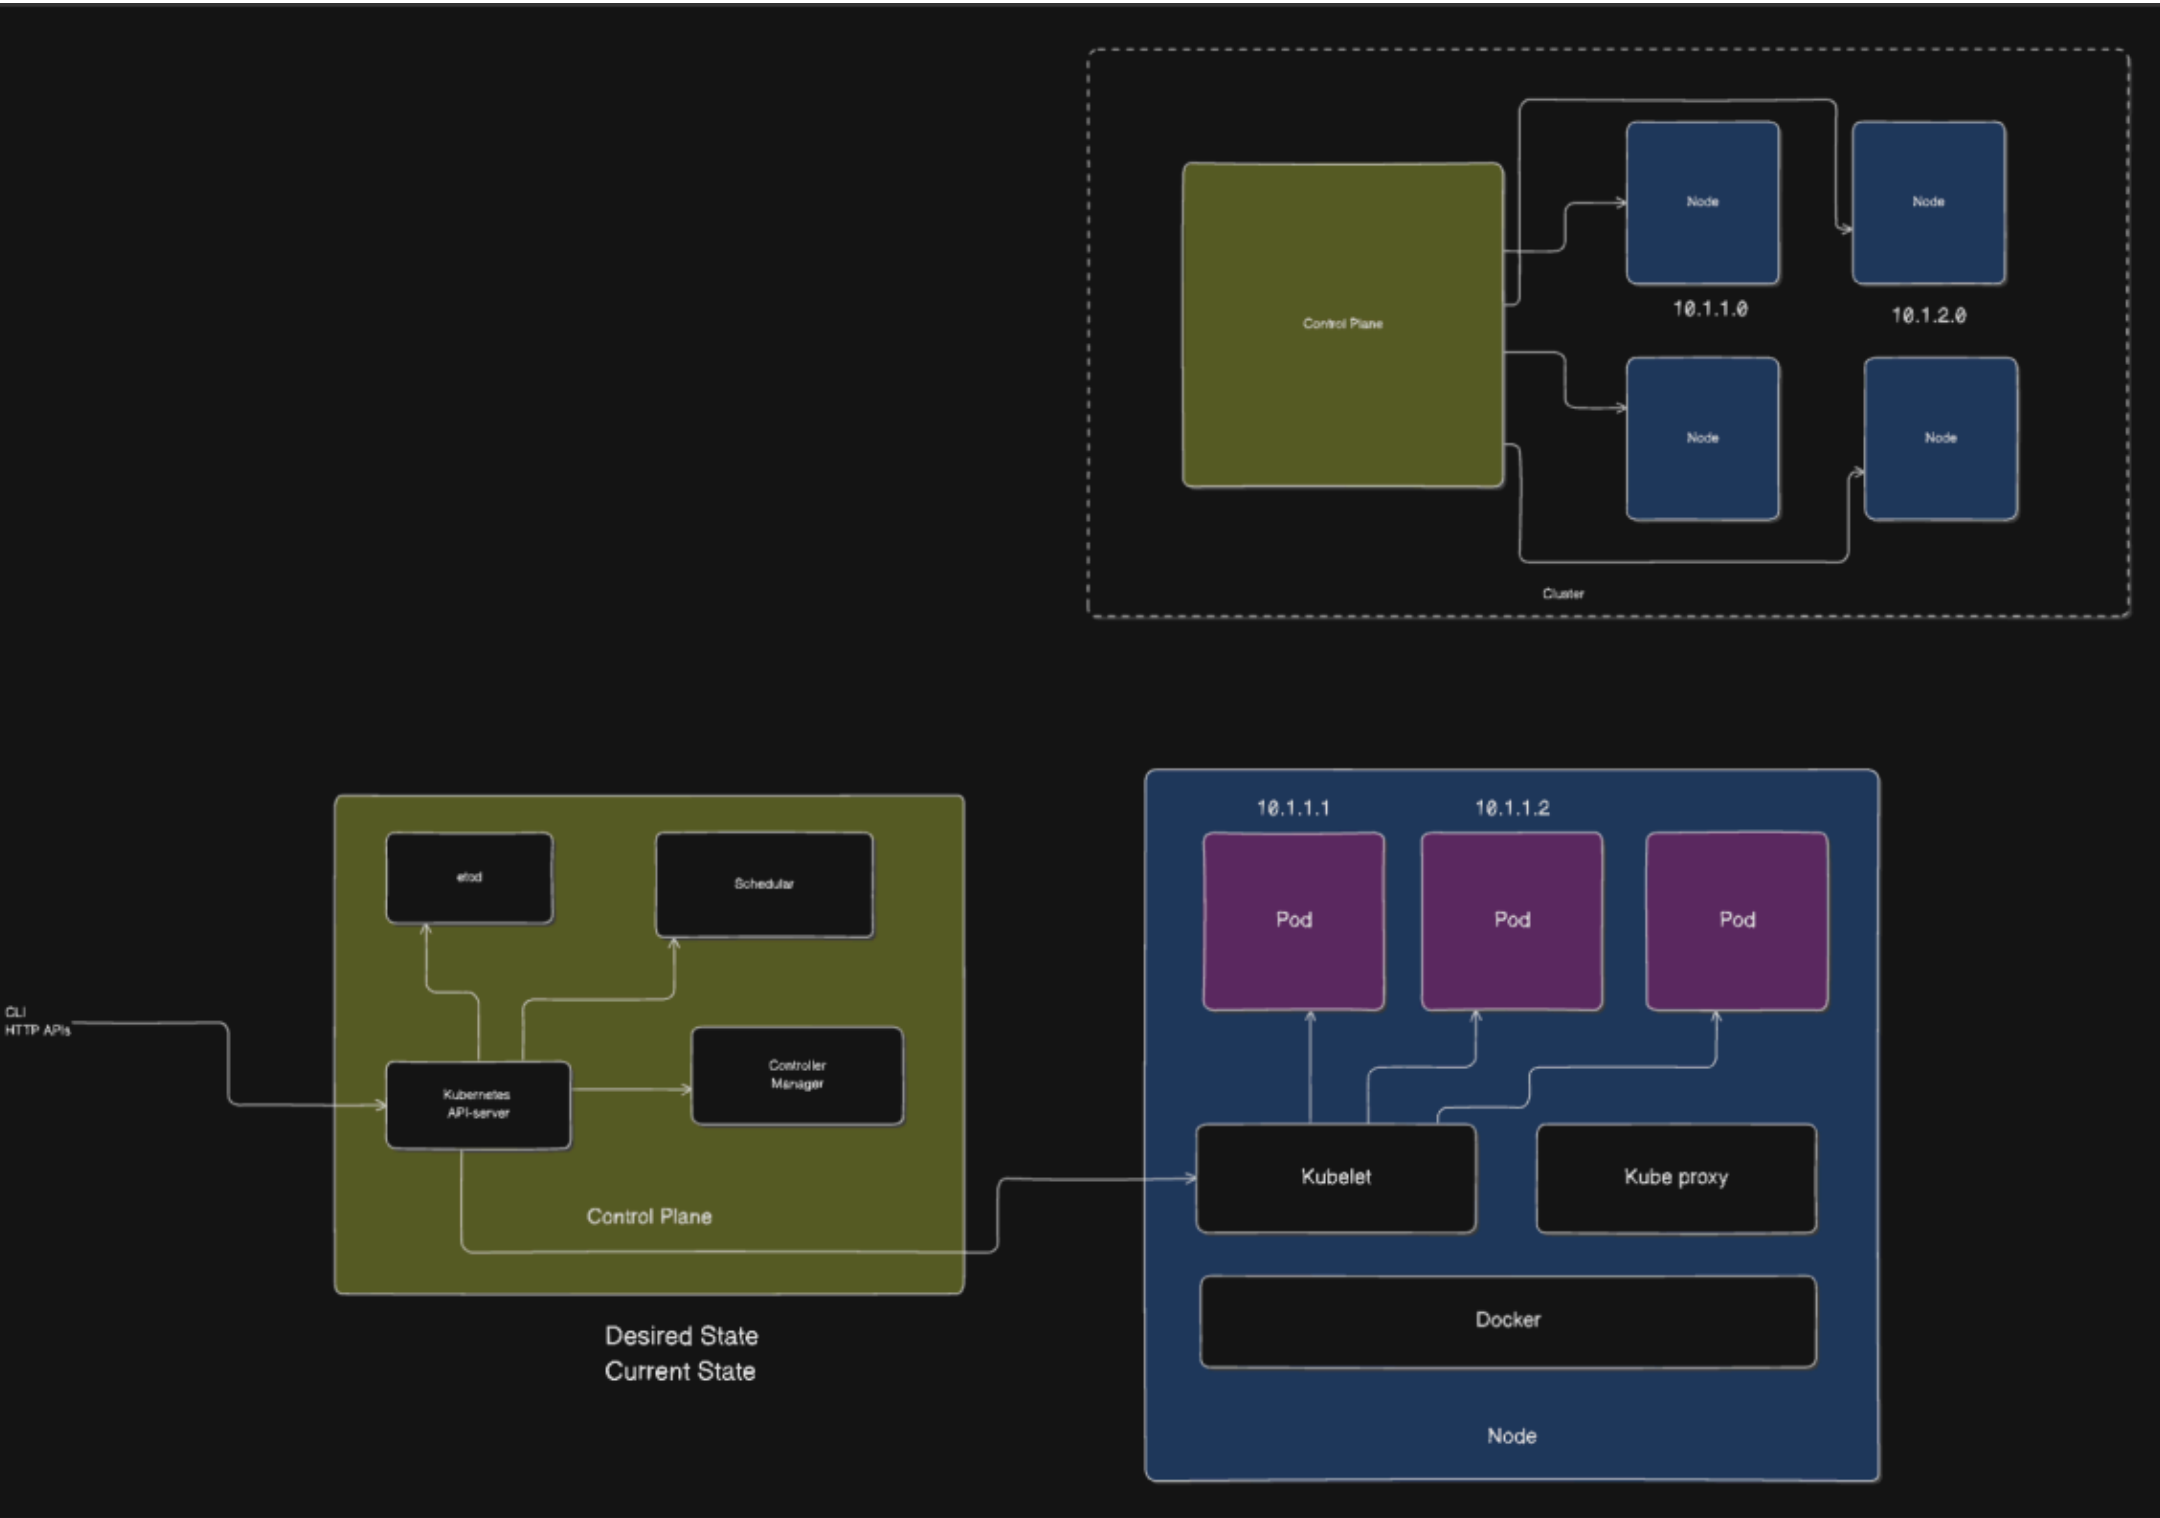 Node
Node
10.1.1.0
10.1.2.0
Control Plane
Node
Node
Cluster
10.1.1.1
10.1.1.2
etcd
Schedular
Pod
Pod
Pod
CLI
HTTP APIs
Kubernetes
API-server
Controller
Manager
Kubelet
Kube proxy
Control Plane
Docker
Desired State
Current State
Node